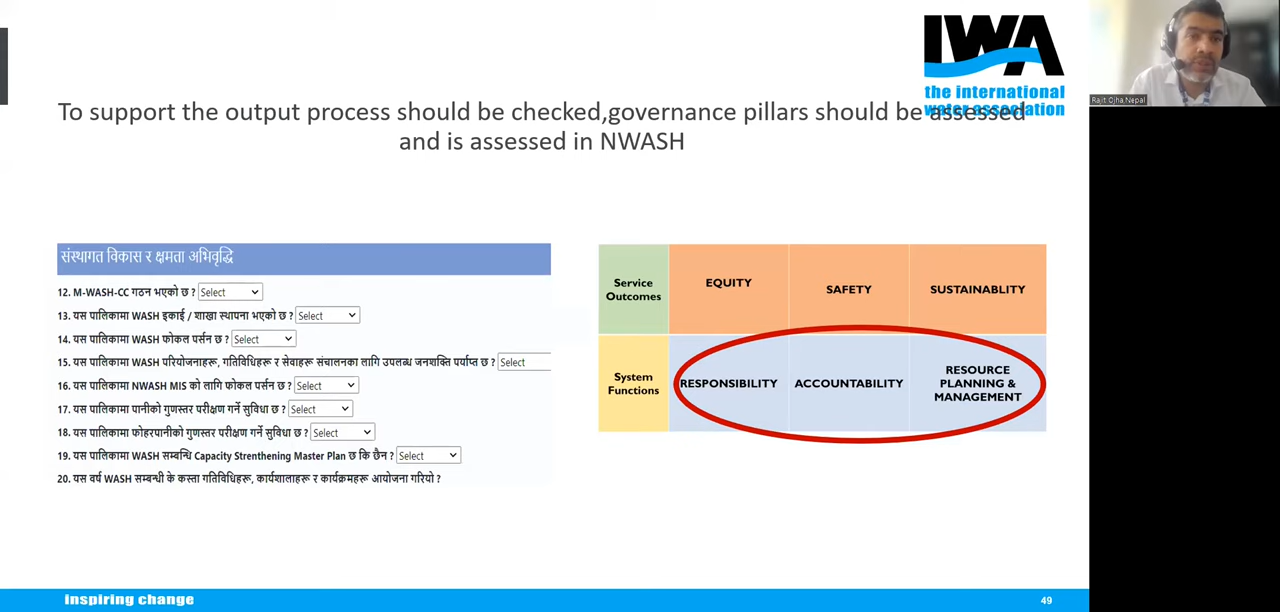 IWA
the international
water association
Rajit Ojha,Nepal
To support the output process should be checked,governance pillars should be assessed
and is assessed in NWASH
संस्थागत विकास र क्षमता अभिवृद्धि
12. M-WASH-CC गठन भएको छ ? Select
13. यस पालिकामा WASH इकाई / शाखा स्थापना भएको छ ? Select
14. यस पालिकामा WASH फोकल पर्सन छ ? Select
15. यस पालिकामा WASH परियोजनाहरू, गतिविधिहरू र सेवाहरू संचालनका लागि उपलब्ध जनशक्ति पर्याप्त छ ? Select
16. यस पालिकामा NWASH MIS को लागि फोकल पर्सन छ ? Select
17. यस पालिकामा पानीको गुणस्तर परीक्षण गर्ने सुविधा छ ? Select
18. यस पालिकामा फोहरपानीको गुणस्तर परीक्षण गर्ने सुविधा छ ? Select
19. यस पालिकामा WASH सम्बन्धि Capacity Strenthening Master Plan छ कि छैन ? Select
20. यस वर्ष WASH सम्बन्धी के कस्ता गतिविधिहरू, कार्यशालाहरू र कार्यक्रमहरू आयोजना गरियो ?
Service
Outcomes
EQUITY
SAFETY
SUSTAINABLITY
System
Functions
RESPONSIBILITY
ACCOUNTABILITY
RESOURCE
PLANNING &
MANAGEMENT
inspiring change
49